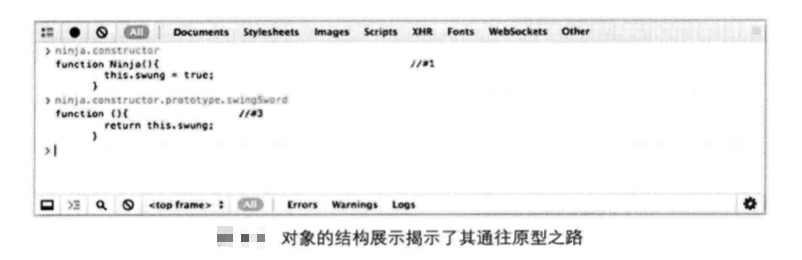 All Documents Stylesheets Images Scripts XHR Fonts WebSockets Other
> ninja.constructor
function Ninja(){ //#1
this.swung = true;
}
> ninja.constructor.prototype.swingSword
function (){ //#3
return this.swung;
}
>
<top frame> All Errors Warnings Logs
对象的结构展示揭示了其通往原型之路